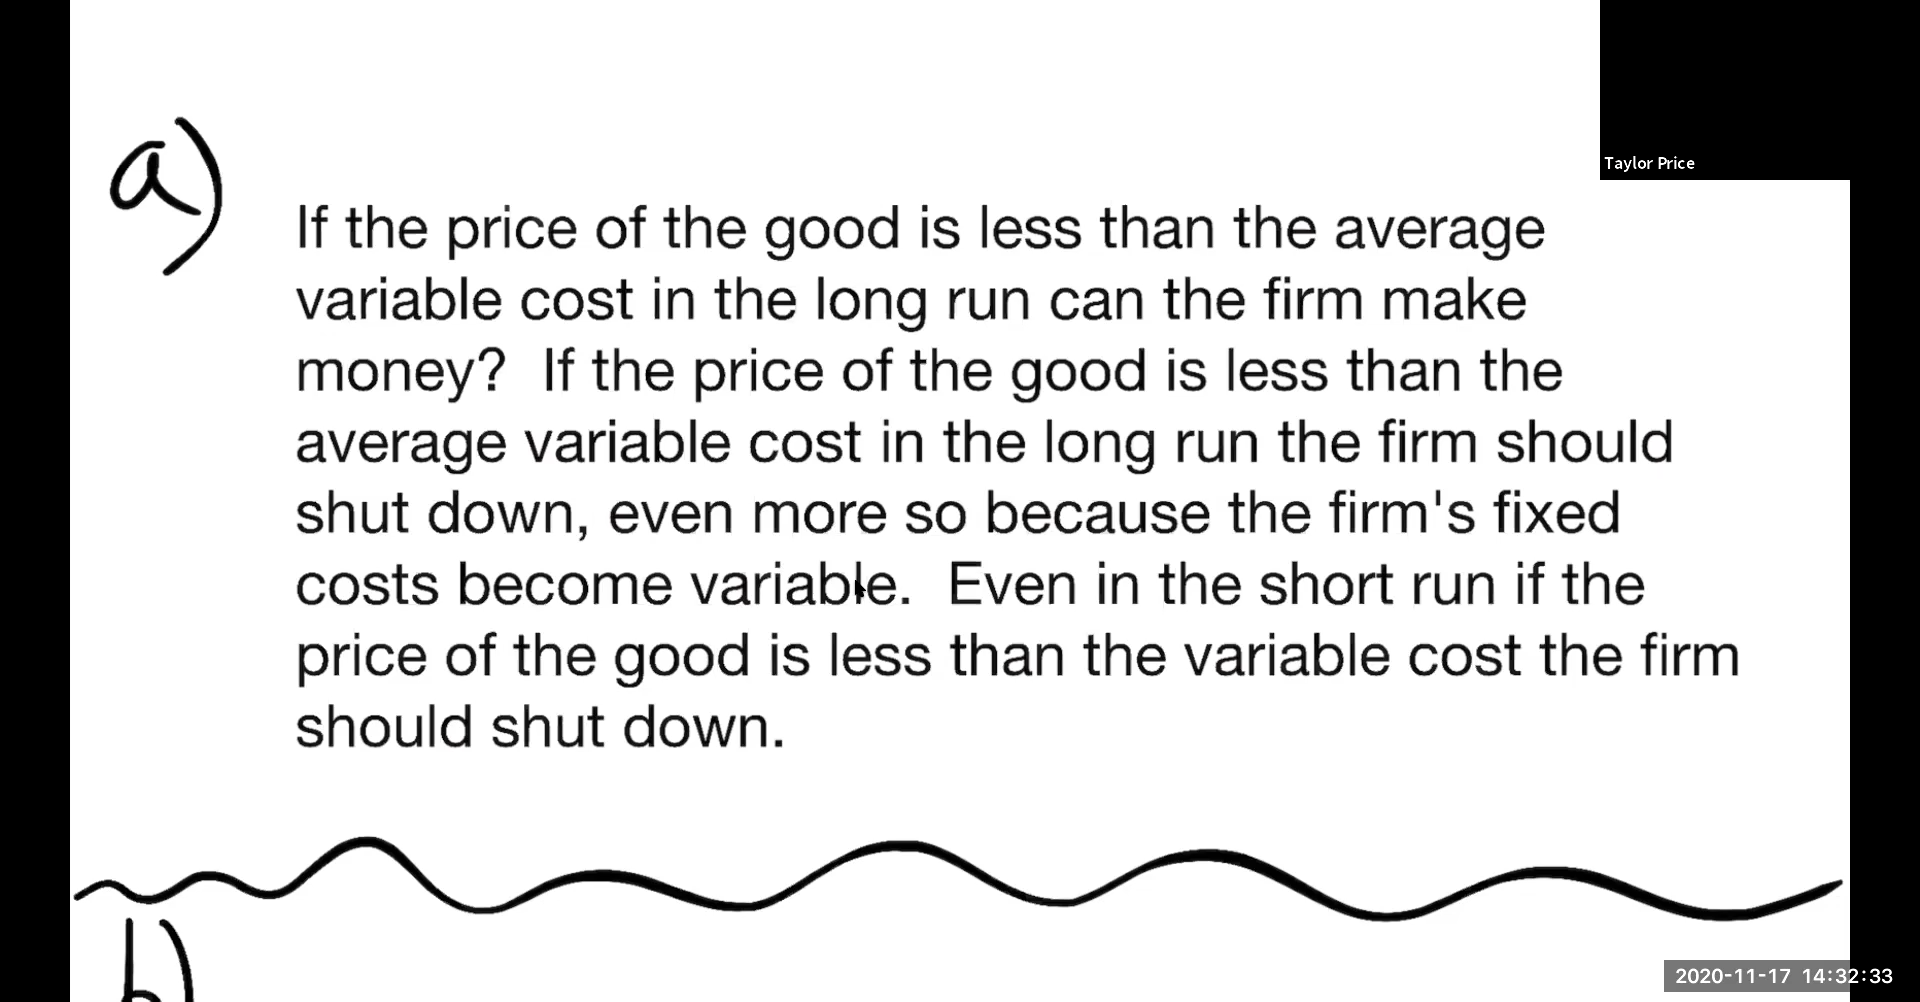 Taylor Price
a)
If the price of the good is less than the average
variable cost in the long run can the firm make
money?  If the price of the good is less than the
average variable cost in the long run the firm should
shut down, even more so because the firm's fixed
costs become variable.  Even in the short run if the
price of the good is less than the variable cost the firm
should shut down.
b)
2020-11-17 14:32:33